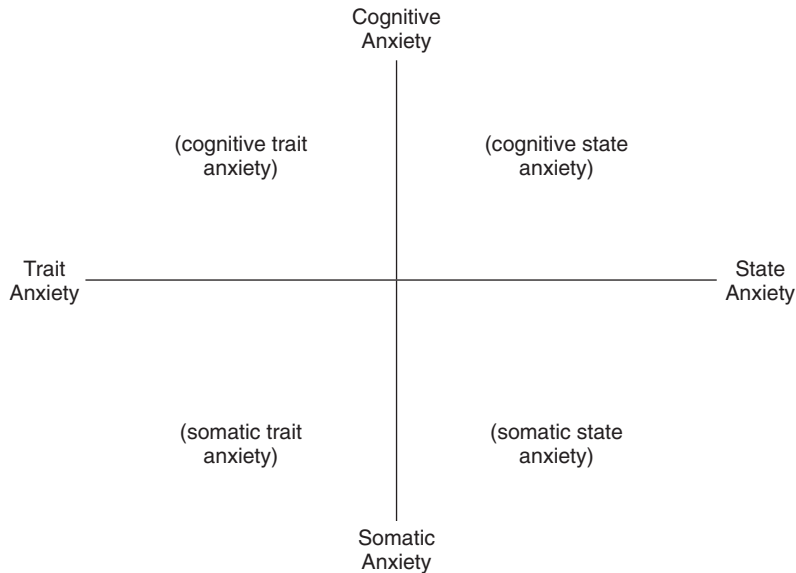 Cognitive
Anxiety
(cognitive trait
anxiety)
(cognitive state
anxiety)
Trait
Anxiety
State
Anxiety
(somatic trait
anxiety)
(somatic state
anxiety)
Somatic
Anxiety